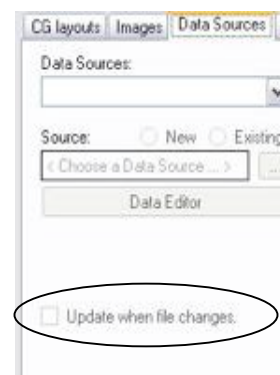 CG layouts Images Data Sources
Data Sources:
Source: New Existing
< Choose a Data Source ... > ...
Data Editor
Update when file changes.